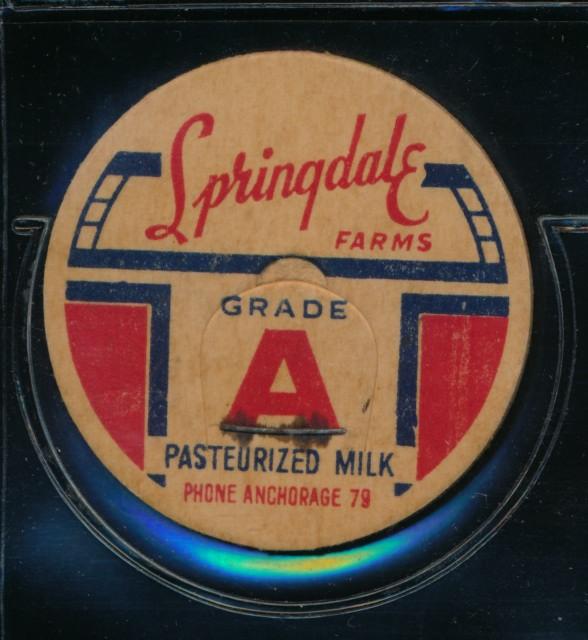 Springdale
FARMS
GRADE
A
PASTEURIZED MILK
PHONE ANCHORAGE 79